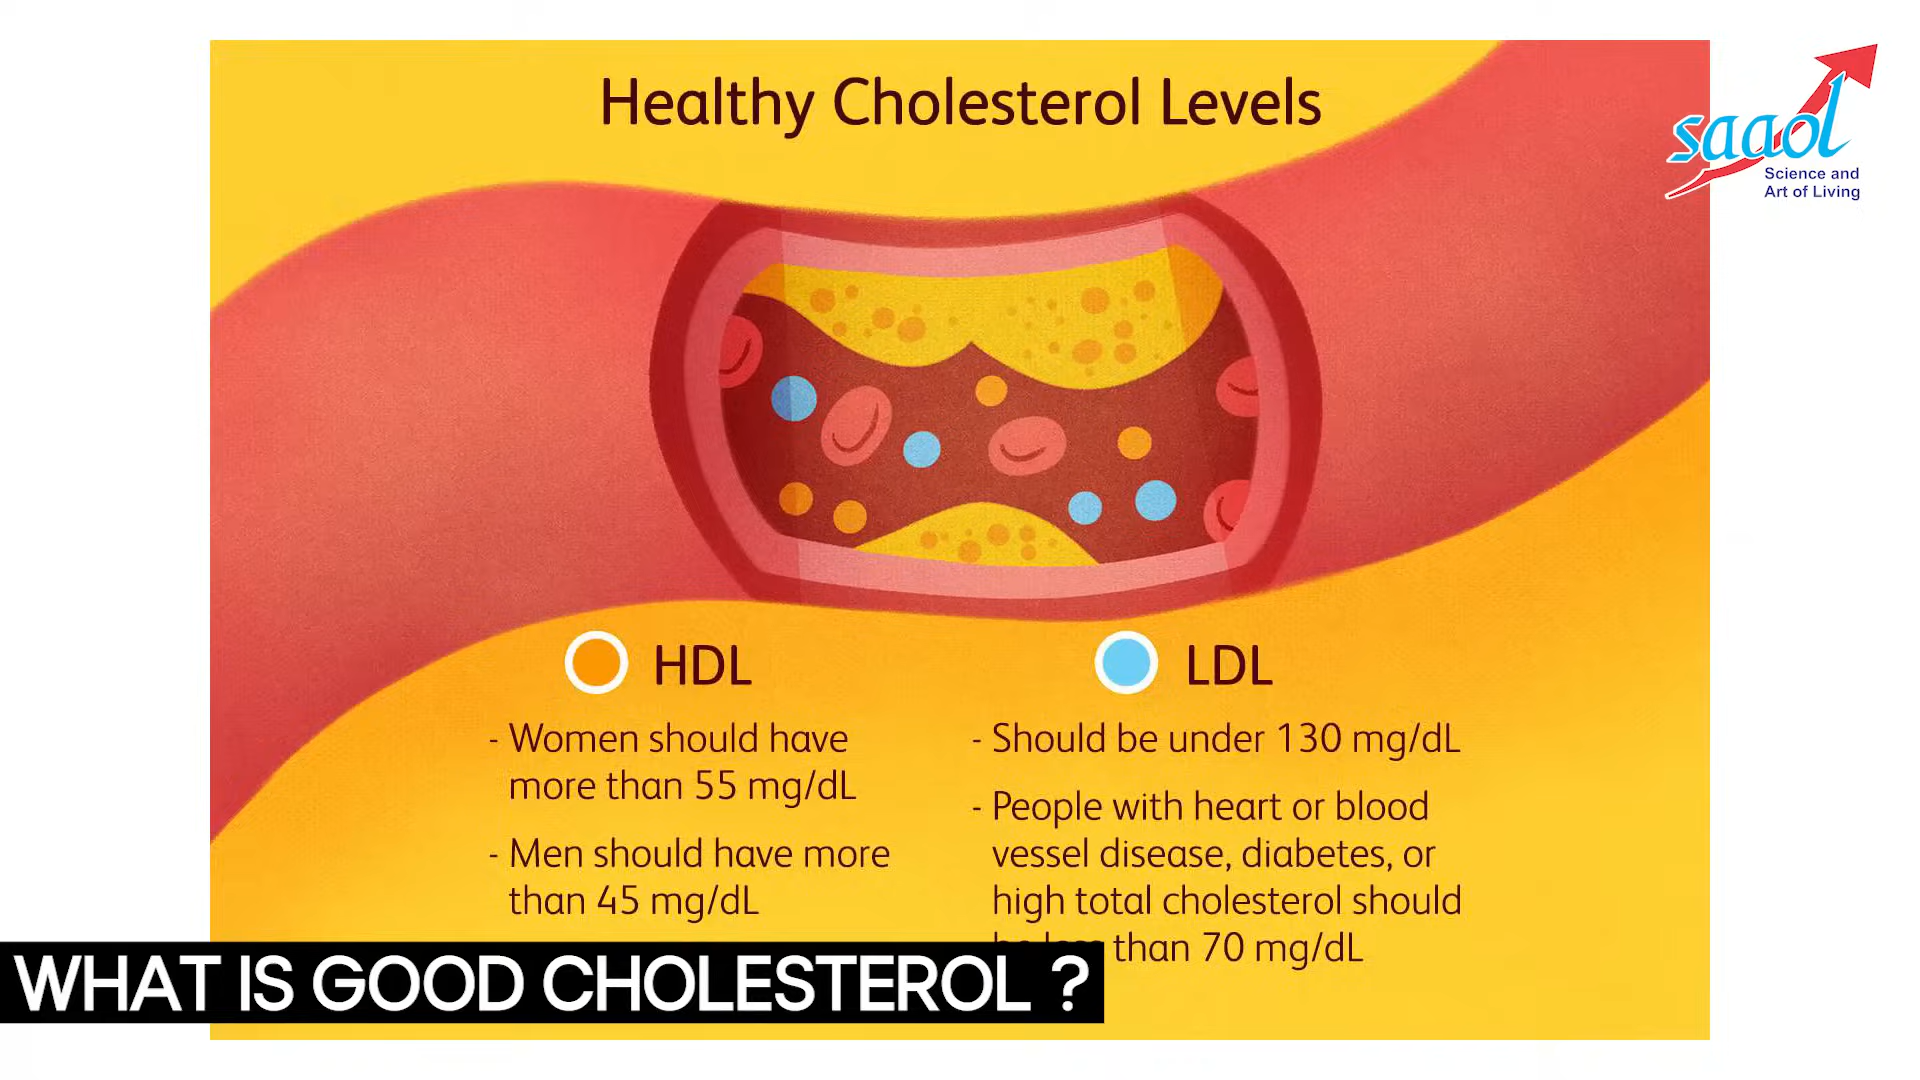 Healthy Cholesterol Levels
saaol
Science and
Art of Living
HDL
- Women should have
more than 55 mg/dL
- Men should have more
than 45 mg/dL
LDL
- Should be under 130 mg/dL
- People with heart or blood
vessel disease, diabetes, or
high total cholesterol should
than 70 mg/dL
WHAT IS GOOD CHOLESTEROL ?